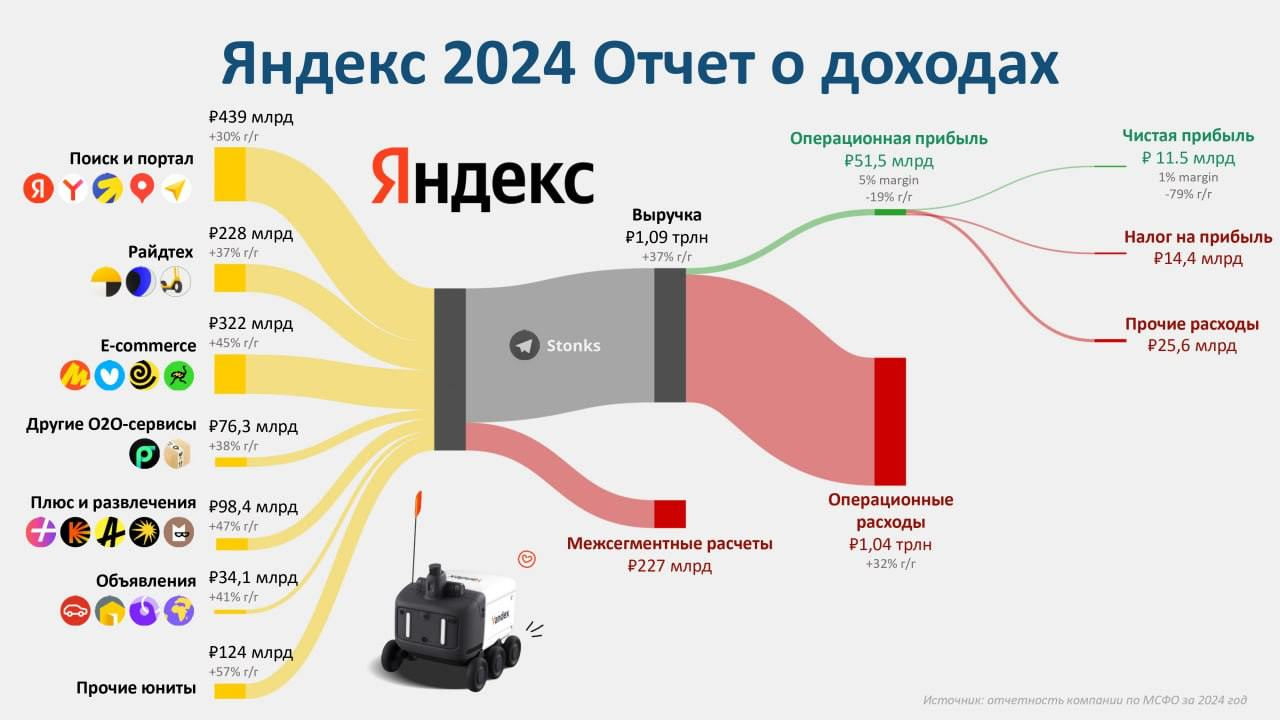 Яндекс 2024 Отчет о доходах
₽439 млрд
+30% г/г
Поиск и портал
Я
Y
Яндекс
₽228 млрд
+37% г/г
Райдтех
₽322 млрд
+45% г/г
E-commerce
Другие O2O-сервисы
₽76,3 млрд
+38% г/г
Плюс и развлечения
₽98,4 млрд
+47% г/г
Объявления
₽34,1 млрд
+41% г/г
Прочие юниты
₽124 млрд
+57% г/г
Stonks
Выручка
₽1,09 трлн
+37% г/г
Межсегментные расчеты
₽227 млрд
Yandex
Операционная прибыль
₽51,5 млрд
5% margin
-19% г/г
Операционные
расходы
₽1,04 трлн
+32% г/г
Чистая прибыль
₽ 11.5 млрд
1% margin
-79% г/г
Налог на прибыль
₽14,4 млрд
Прочие расходы
₽25,6 млрд
Источник: отчетность компании по МСФО за 2024 год